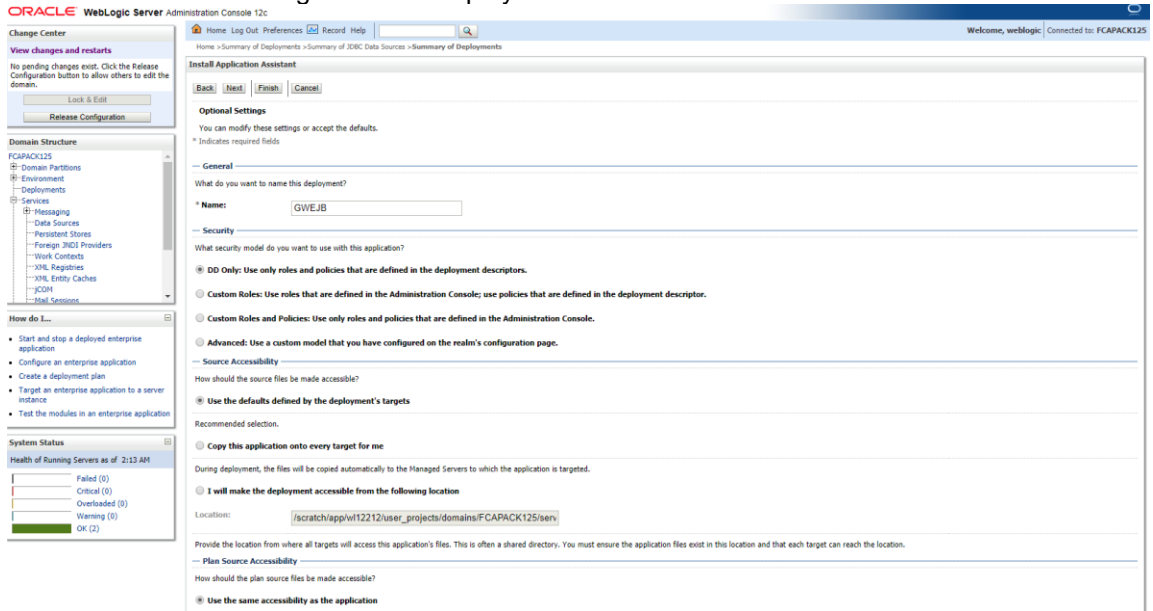 ORACLE WebLogic Server Administration Console 12c
Change Center
View changes and restarts
No pending changes exist. Click the Release
Configuration button to allow others to edit the
domain.
Lock & Edit
Release Configuration
Domain Structure
FCAPACK125
Domain Partitions
Environment
Deployments
Services
Messaging
Data Sources
Persistent Stores
Foreign JNDI Providers
Work Contexts
XML Registries
XML Entity Caches
jCOM
Mail Sessions
How do I...
Start and stop a deployed enterprise
application
Configure an enterprise application
Create a deployment plan
Target an enterprise application to a server
instance
Test the modules in an enterprise application
System Status
Health of Running Servers as of 2:13 AM
Failed (0)
Critical (0)
Overloaded (0)
Warning (0)
OK (2)
Home Log Out Preferences Record Help
Welcome, weblogic Connected to: FCAPACK125
Home >Summary of Deployments >Summary of JDBC Data Sources >Summary of Deployments
Install Application Assistant
Back Next Finish Cancel
Optional Settings
You can modify these settings or accept the defaults.
* Indicates required fields
General
What do you want to name this deployment?
* Name: GWEJB
Security
What security model do you want to use with this application?
DD Only: Use only roles and policies that are defined in the deployment descriptors.
Custom Roles: Use roles that are defined in the Administration Console; use policies that are defined in the deployment descriptor.
Custom Roles and Policies: Use only roles and policies that are defined in the Administration Console.
Advanced: Use a custom model that you have configured on the realm's configuration page.
Source Accessibility
How should the source files be made accessible?
Use the defaults defined by the deployment's targets
Recommended selection.
Copy this application onto every target for me
During deployment, the files will be copied automatically to the Managed Servers to which the application is targeted.
I will make the deployment accessible from the following location
Location: /scratch/app/wl12212/user_projects/domains/FCAPACK125/serv
Provide the location from where all targets will access this application's files. This is often a shared directory. You must ensure the application files exist in this location and that each target can reach the location.
Plan Source Accessibility
How should the plan source files be made accessible?
Use the same accessibility as the application